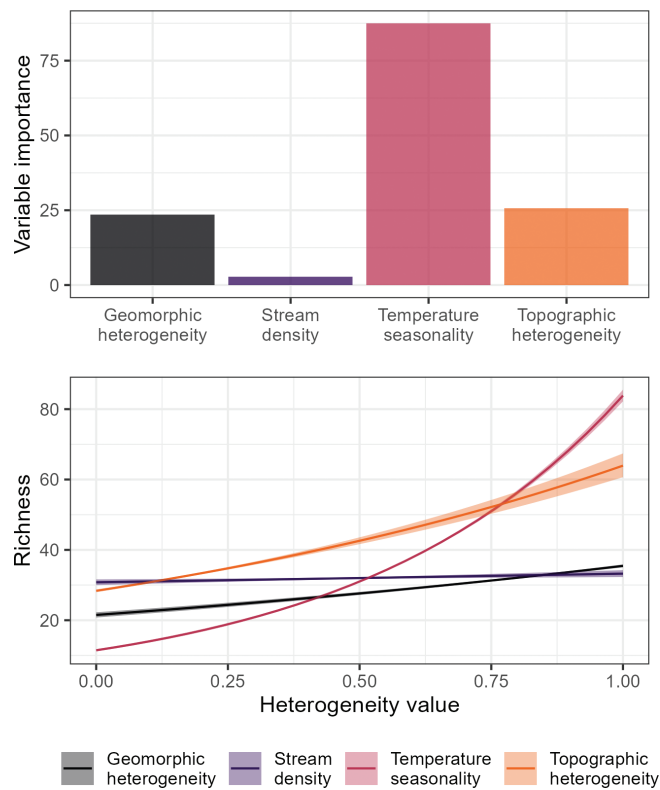 Variable importance
75
50
25
0
Geomorphic
heterogeneity
Stream
density
Temperature
seasonality
Topographic
heterogeneity
Richness
80
60
40
20
0.00
0.25
0.50
0.75
1.00
Heterogeneity value
Geomorphic
heterogeneity
Stream
density
Temperature
seasonality
Topographic
heterogeneity